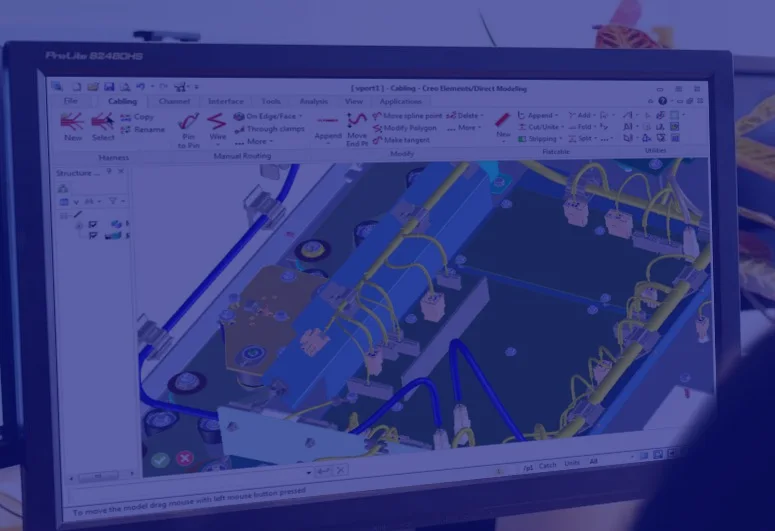 ProLite B2480HS
[ vport1 ] - Cabling - Creo Elements/Direct Modeling
File Cabling Channel Interface Tools Analysis View Applications
New Select Copy Rename
Pin to Pin Wire On Edge/Face Through clamps More
Append Move End Pt Move spline point Modify Polygon Make tangent Delete More
New Append Add Fold Split
Harness Manual Routing Modify Utilities
Structure ...
Catch Units All
To move the model drag mouse with left mouse button pressed